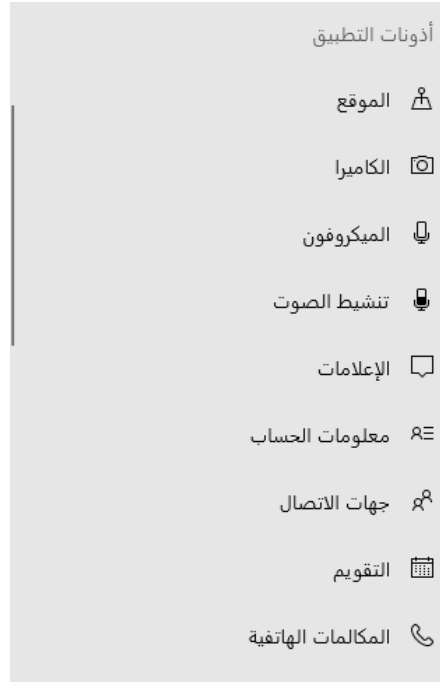 أذونات التطبيق
الموقع
الكاميرا
الميكروفون
تنشيط الصوت
الإعلامات
معلومات الحساب
جهات الاتصال
التقويم
المكالمات الهاتفية